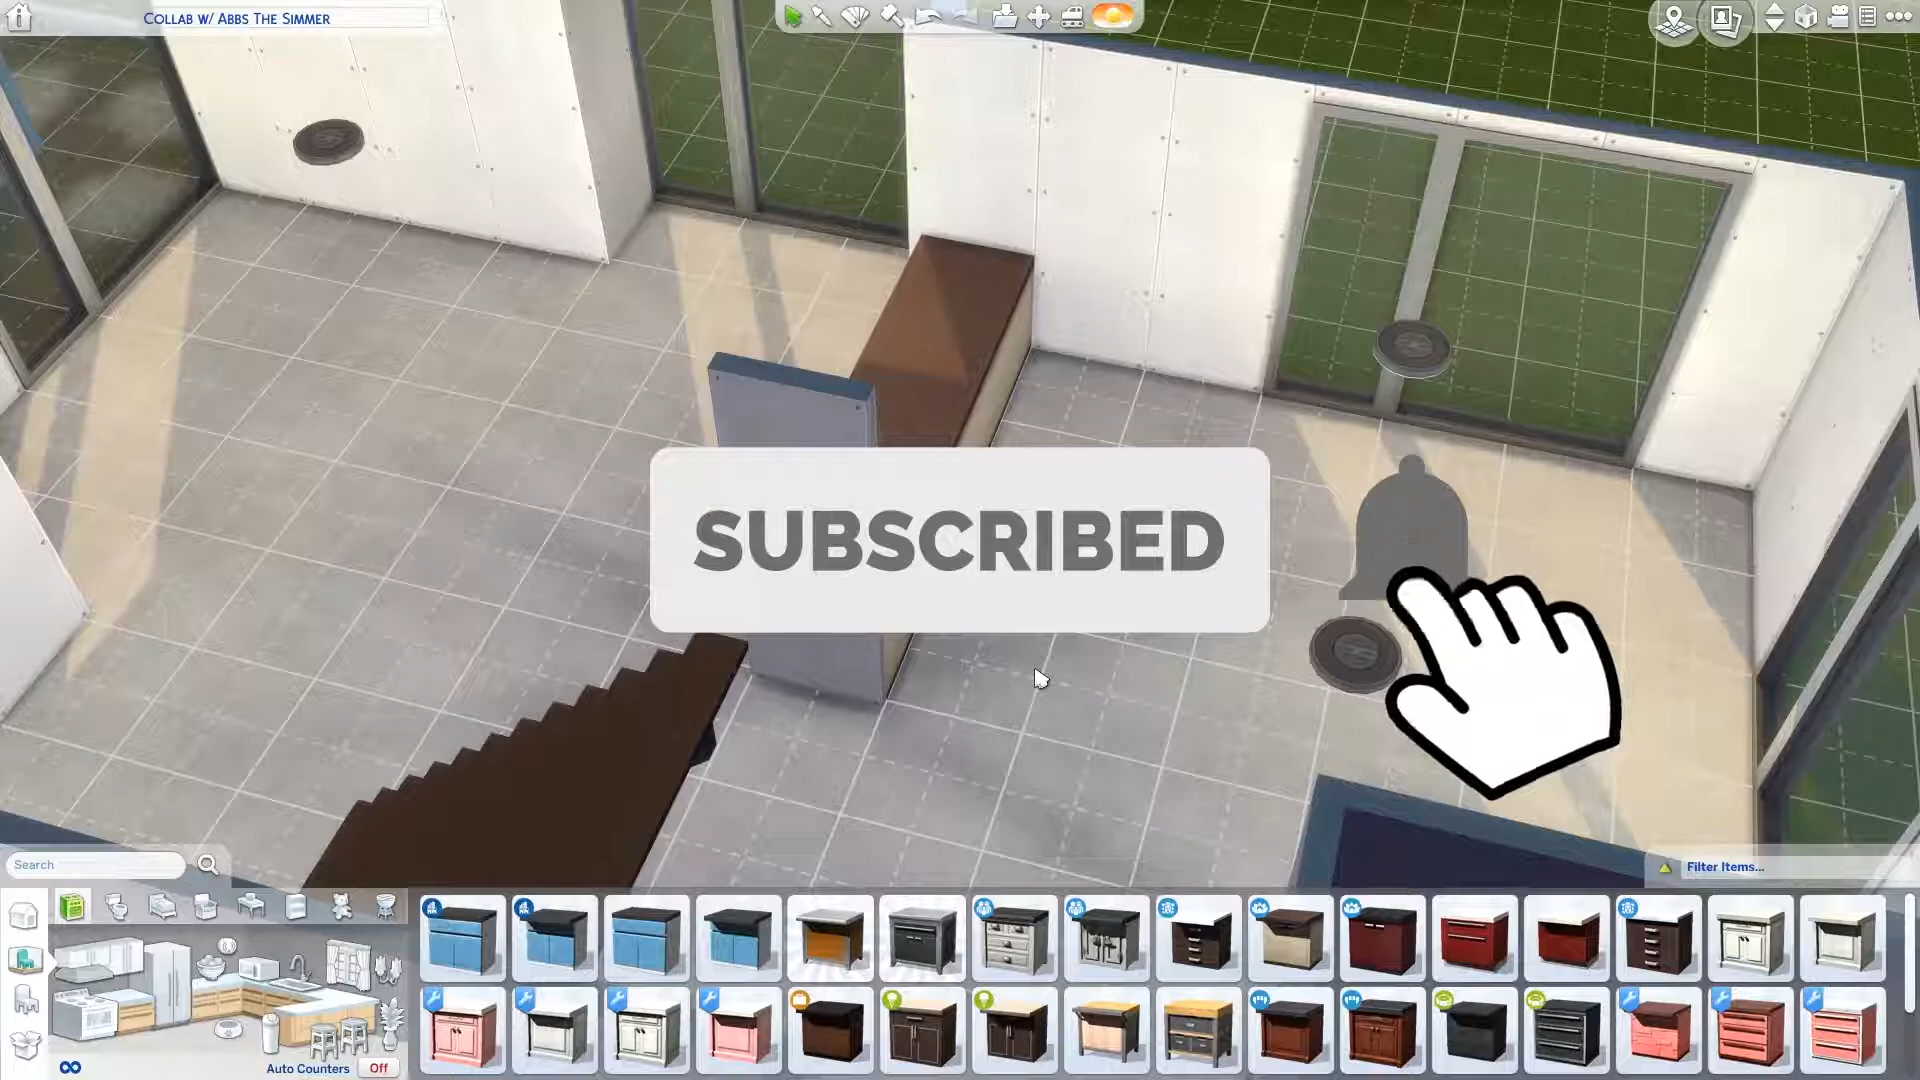 COLLAB W/ ABBS THE SIMMER
SUBSCRIBED
Search
Filter Items...
Auto Counters
Off